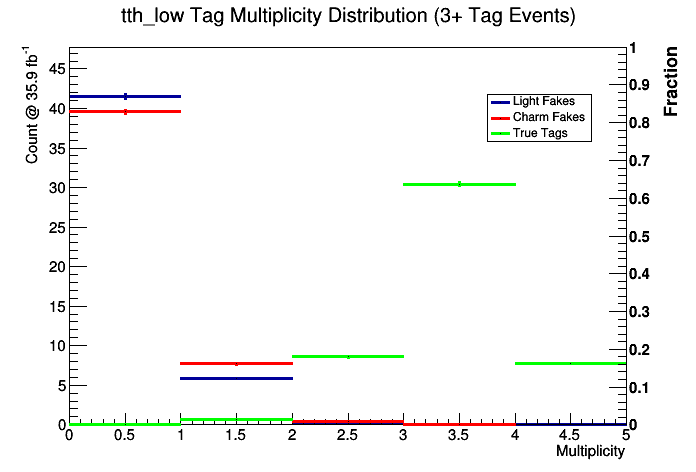 tth_low Tag Multiplicity Distribution (3+ Tag Events)
Count @ 35.9 fb⁻¹
Fraction
Light Fakes
Charm Fakes
True Tags
45
40
35
30
25
20
15
10
5
0
1
0.9
0.8
0.7
0.6
0.5
0.4
0.3
0.2
0.1
0
0 0.5 1 1.5 2 2.5 3 3.5 4 4.5 5
Multiplicity